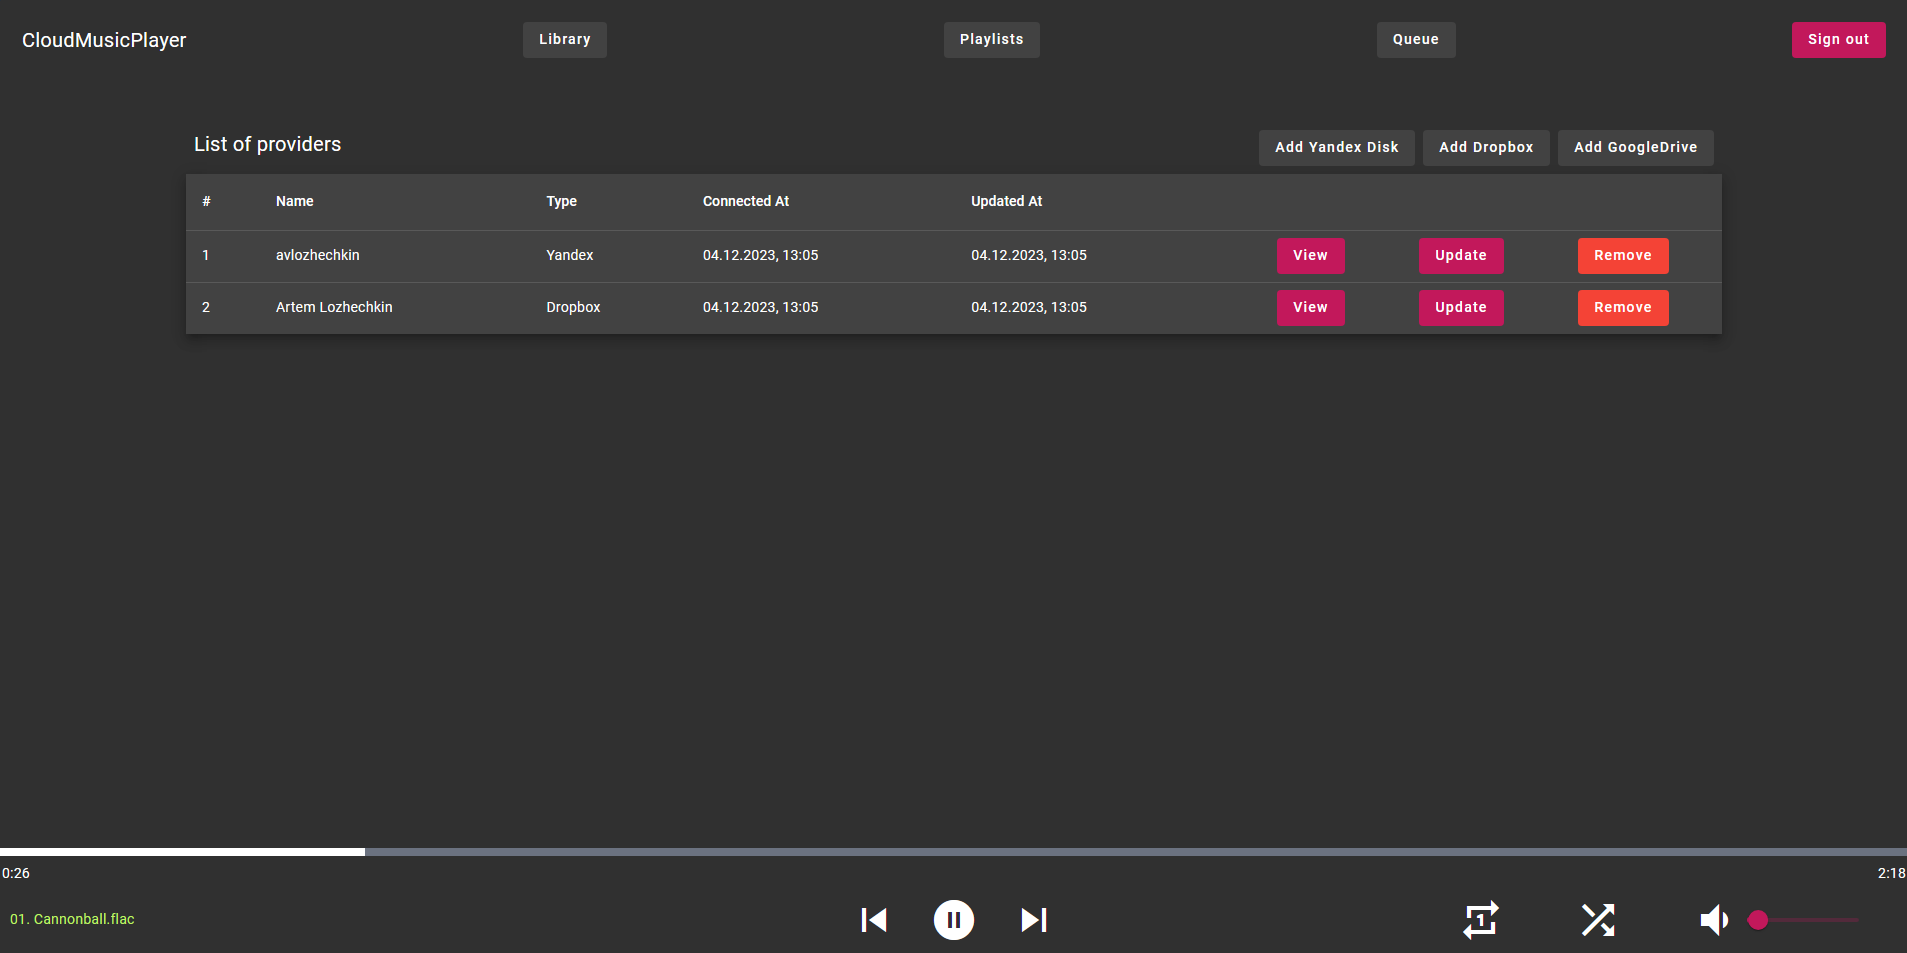 CloudMusicPlayer Library Playlists Queue Sign out
List of providers Add Yandex Disk Add Dropbox Add GoogleDrive
# Name Type Connected At Updated At
1 avlozhechkin Yandex 04.12.2023, 13:05 04.12.2023, 13:05 View Update Remove
2 Artem Lozhechkin Dropbox 04.12.2023, 13:05 04.12.2023, 13:05 View Update Remove
0:26 2:18
01. Cannonball.flac 1